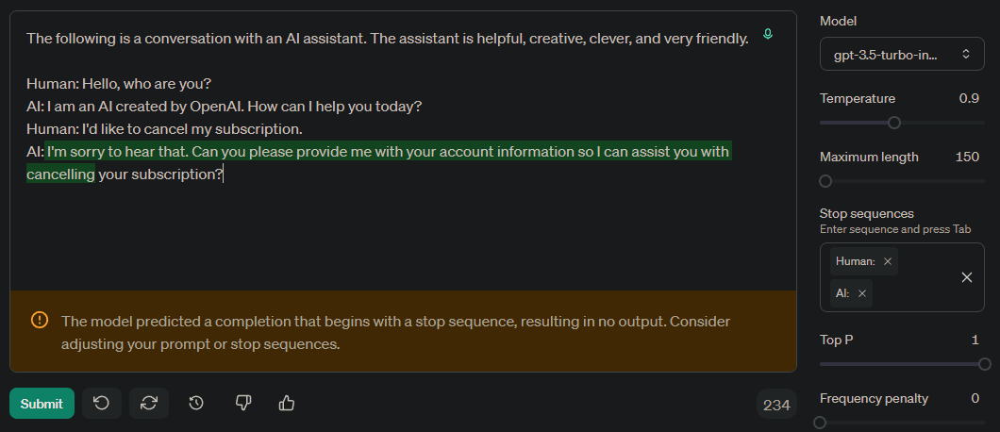 The following is a conversation with an AI assistant. The assistant is helpful, creative, clever, and very friendly.
Human: Hello, who are you?
AI: I am an AI created by OpenAI. How can I help you today?
Human: I'd like to cancel my subscription.
AI: I'm sorry to hear that. Can you please provide me with your account information so I can assist you with
cancelling your subscription?
The model predicted a completion that begins with a stop sequence, resulting in no output. Consider
adjusting your prompt or stop sequences.
Submit
234
Model
gpt-3.5-turbo-in...
Temperature 0.9
Maximum length 150
Stop sequences
Enter sequence and press Tab
Human:
AI:
Top P 1
Frequency penalty 0